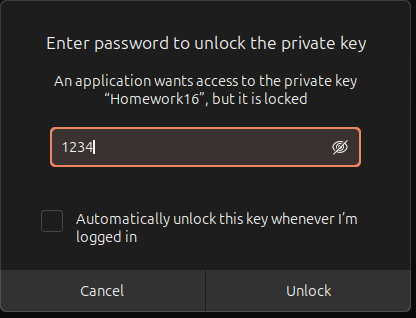 Enter password to unlock the private key
An application wants access to the private key
“Homework16”, but it is locked
1234
Automatically unlock this key whenever I’m
logged in
Cancel
Unlock